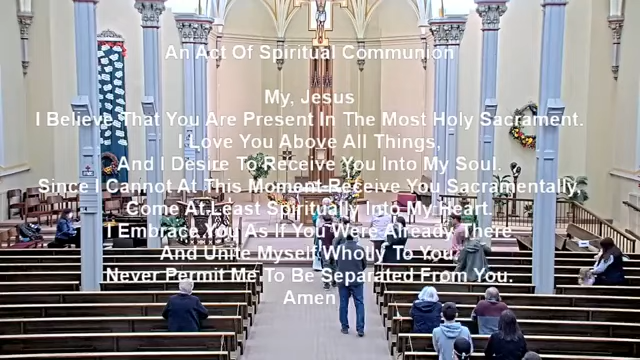 An Act Of Spiritual Communion
My, Jesus
I Believe That You Are Present In The Most Holy Sacrament.
I Love You Above All Things,
And I Desire To Receive You Into My Soul.
Since I Cannot At This Moment Receive You Sacramentally,
Come At Least Spiritually Into My Heart.
I Embrace You As If You Were Already There
And Unite Myself Wholly To You.
Never Permit Me To Be Separated From You.
Amen